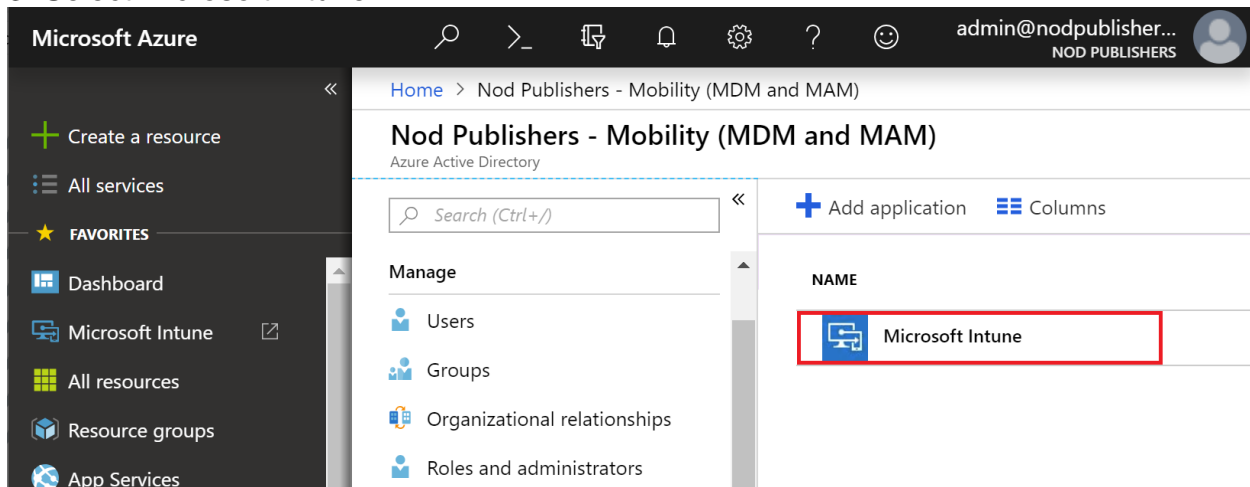 Microsoft Azure
admin@nodpublisher...
NOD PUBLISHERS
Create a resource
All services
FAVORITES
Dashboard
Microsoft Intune
All resources
Resource groups
App Services
Home > Nod Publishers - Mobility (MDM and MAM)
Nod Publishers - Mobility (MDM and MAM)
Azure Active Directory
Search (Ctrl+/)
Manage
Users
Groups
Organizational relationships
Roles and administrators
Add application
Columns
NAME
Microsoft Intune